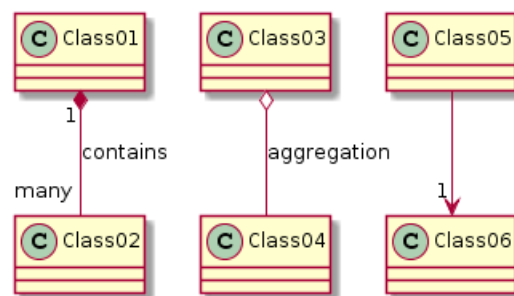 C Class01
C Class03
C Class05
1
contains
aggregation
many
1
C Class02
C Class04
C Class06